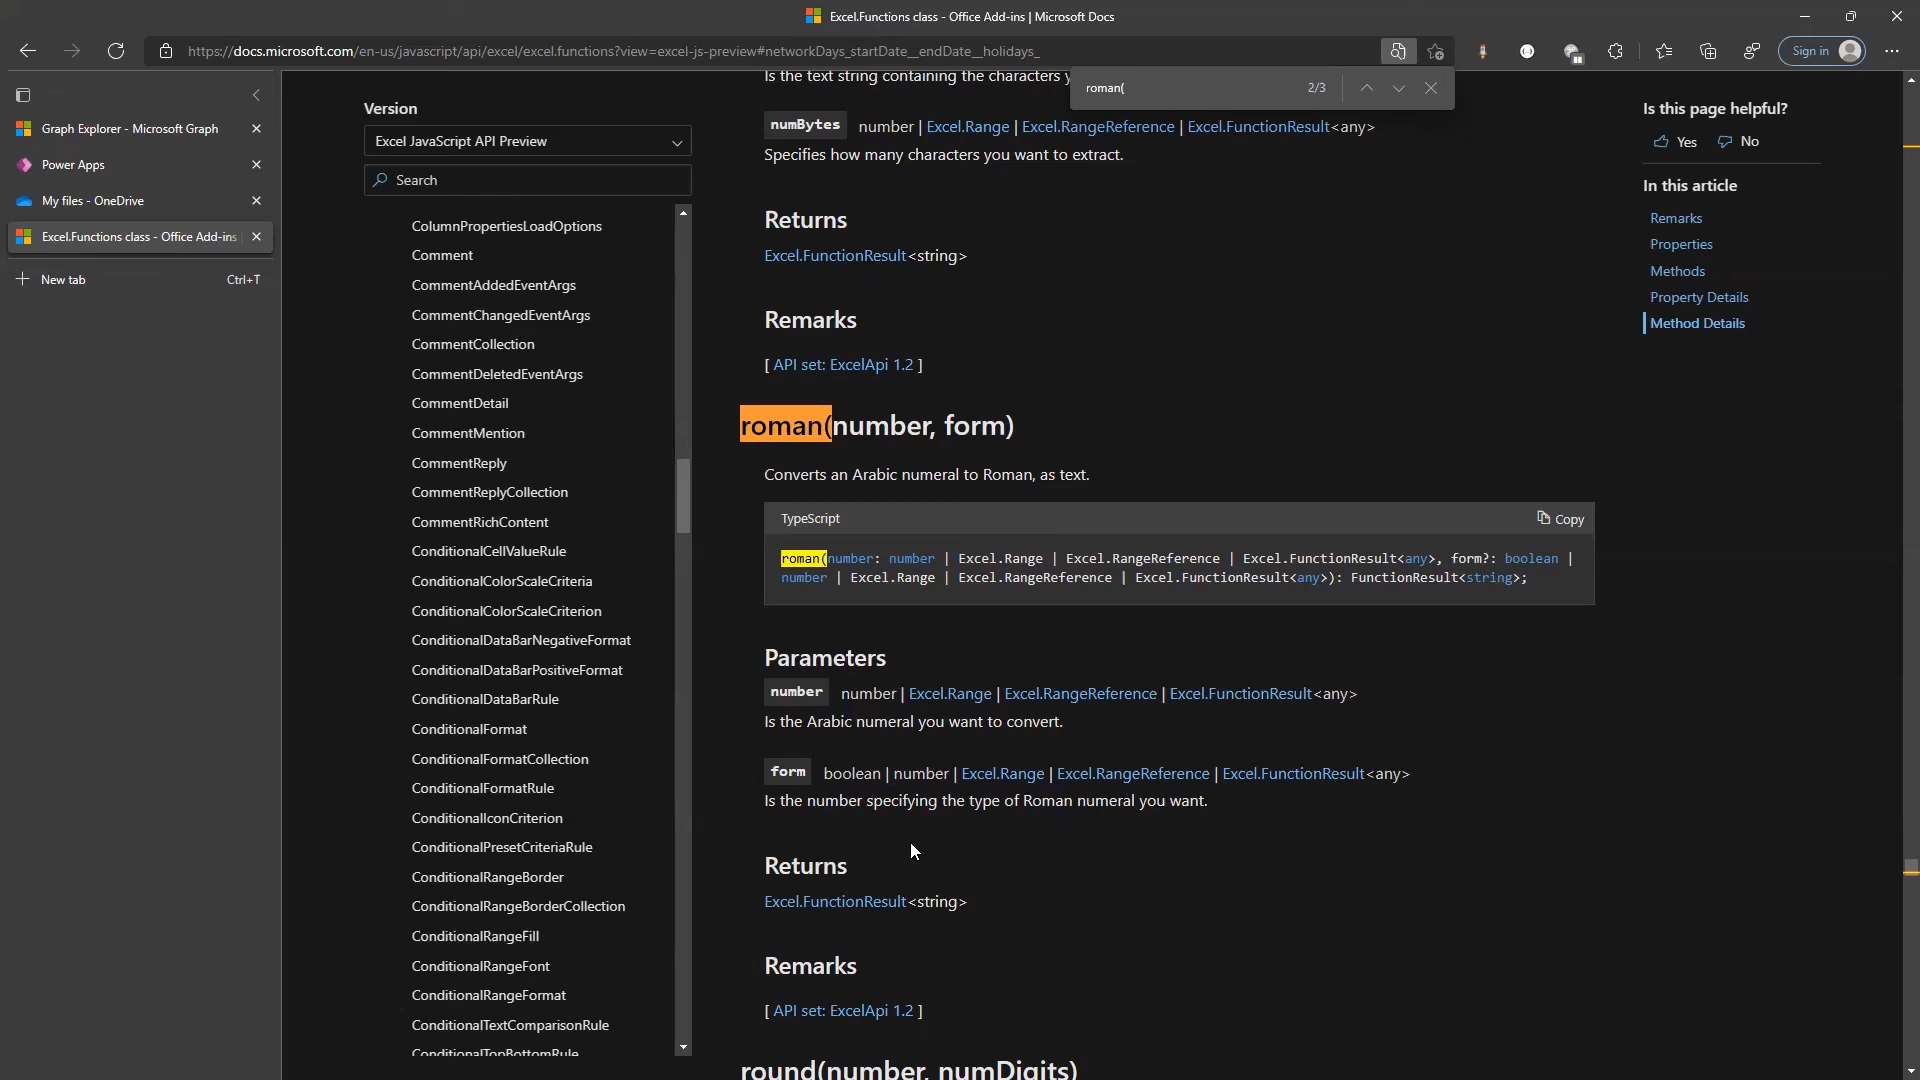 Excel.Functions class - Office Add-ins | Microsoft Docs
https://docs.microsoft.com/en-us/javascript/api/excel/excel.functions?view=excel-js-preview#networkDays_startDate__endDate__holidays_
Sign in
roman(
2/3
Graph Explorer - Microsoft Graph
Power Apps
My files - OneDrive
Excel.Functions class - Office Add-ins |
New tab
Ctrl+T
Version
Excel JavaScript API Preview
Search
ColumnPropertiesLoadOptions
Comment
CommentAddedEventArgs
CommentChangedEventArgs
CommentCollection
CommentDeletedEventArgs
CommentDetail
CommentMention
CommentReply
CommentReplyCollection
CommentRichContent
ConditionalCellValueRule
ConditionalColorScaleCriteria
ConditionalColorScaleCriterion
ConditionalDataBarNegativeFormat
ConditionalDataBarPositiveFormat
ConditionalDataBarRule
ConditionalFormat
ConditionalFormatCollection
ConditionalFormatRule
ConditionalIconCriterion
ConditionalPresetCriteriaRule
ConditionalRangeBorder
ConditionalRangeBorderCollection
ConditionalRangeFill
ConditionalRangeFont
ConditionalRangeFormat
ConditionalTextComparisonRule
ConditionalTopBottomRule
Is the text string containing the characters y
numBytes number | Excel.Range | Excel.RangeReference | Excel.FunctionResult<any>
Specifies how many characters you want to extract.
Returns
Excel.FunctionResult<string>
Remarks
[ API set: ExcelApi 1.2 ]
roman(number, form)
Converts an Arabic numeral to Roman, as text.
TypeScript
Copy
roman(number: number | Excel.Range | Excel.RangeReference | Excel.FunctionResult<any>, form?: boolean |
number | Excel.Range | Excel.RangeReference | Excel.FunctionResult<any>): FunctionResult<string>;
Parameters
number number | Excel.Range | Excel.RangeReference | Excel.FunctionResult<any>
Is the Arabic numeral you want to convert.
form boolean | number | Excel.Range | Excel.RangeReference | Excel.FunctionResult<any>
Is the number specifying the type of Roman numeral you want.
Returns
Excel.FunctionResult<string>
Remarks
[ API set: ExcelApi 1.2 ]
round(number, numDigits)
Is this page helpful?
Yes
No
In this article
Remarks
Properties
Methods
Property Details
Method Details